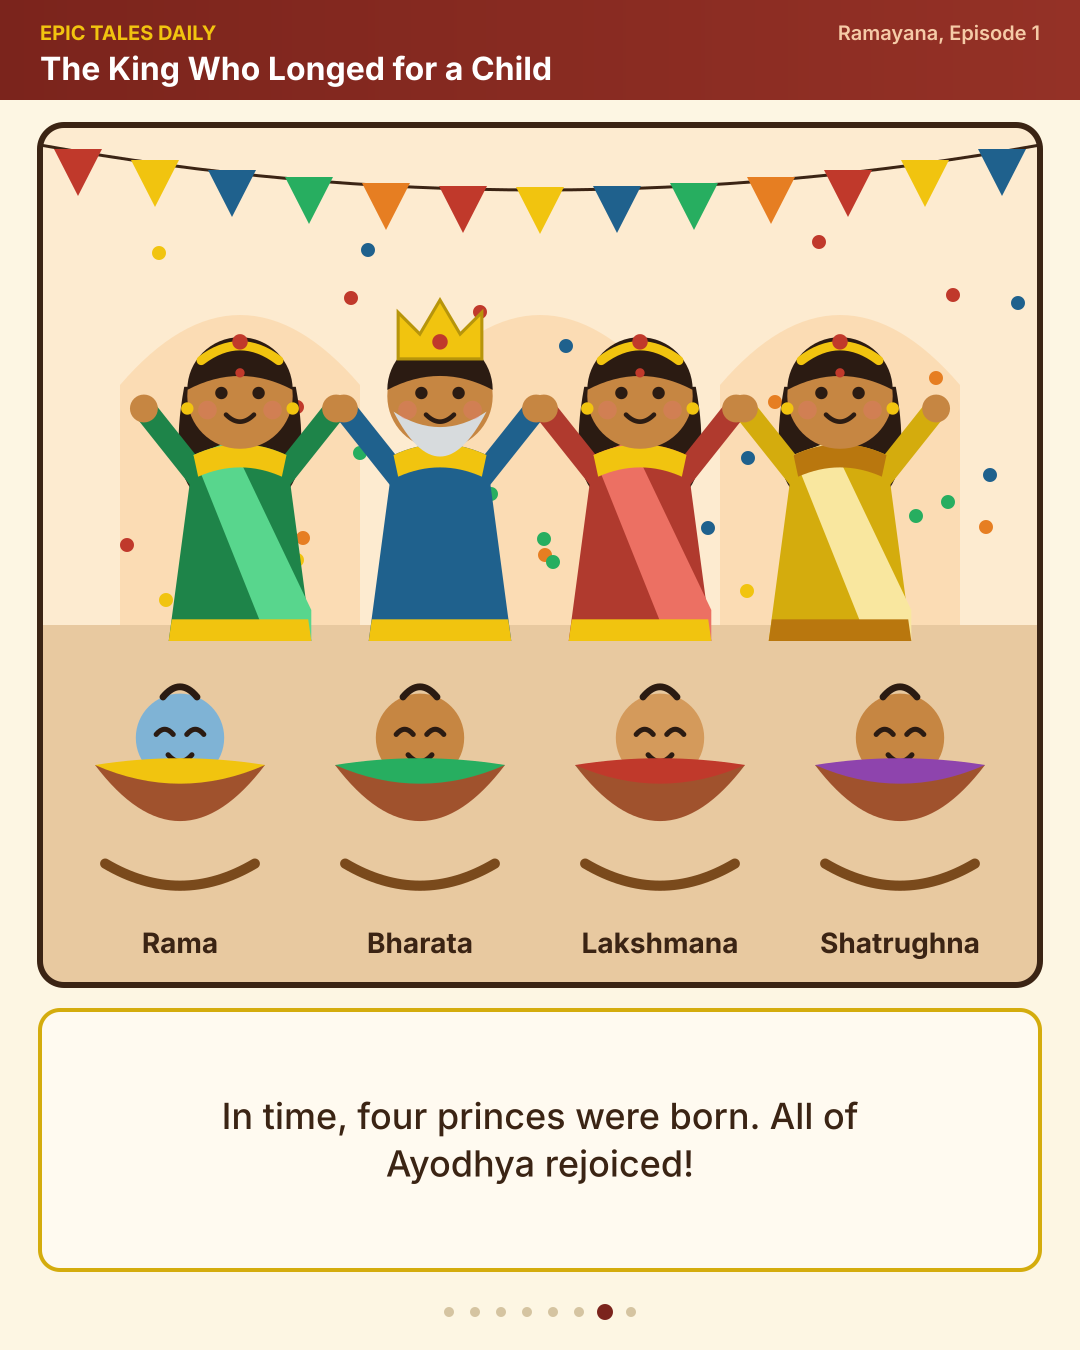 EPIC TALES DAILY
Ramayana, Episode 1
The King Who Longed for a Child
Rama
Bharata
Lakshmana
Shatrughna
In time, four princes were born. All of
Ayodhya rejoiced!